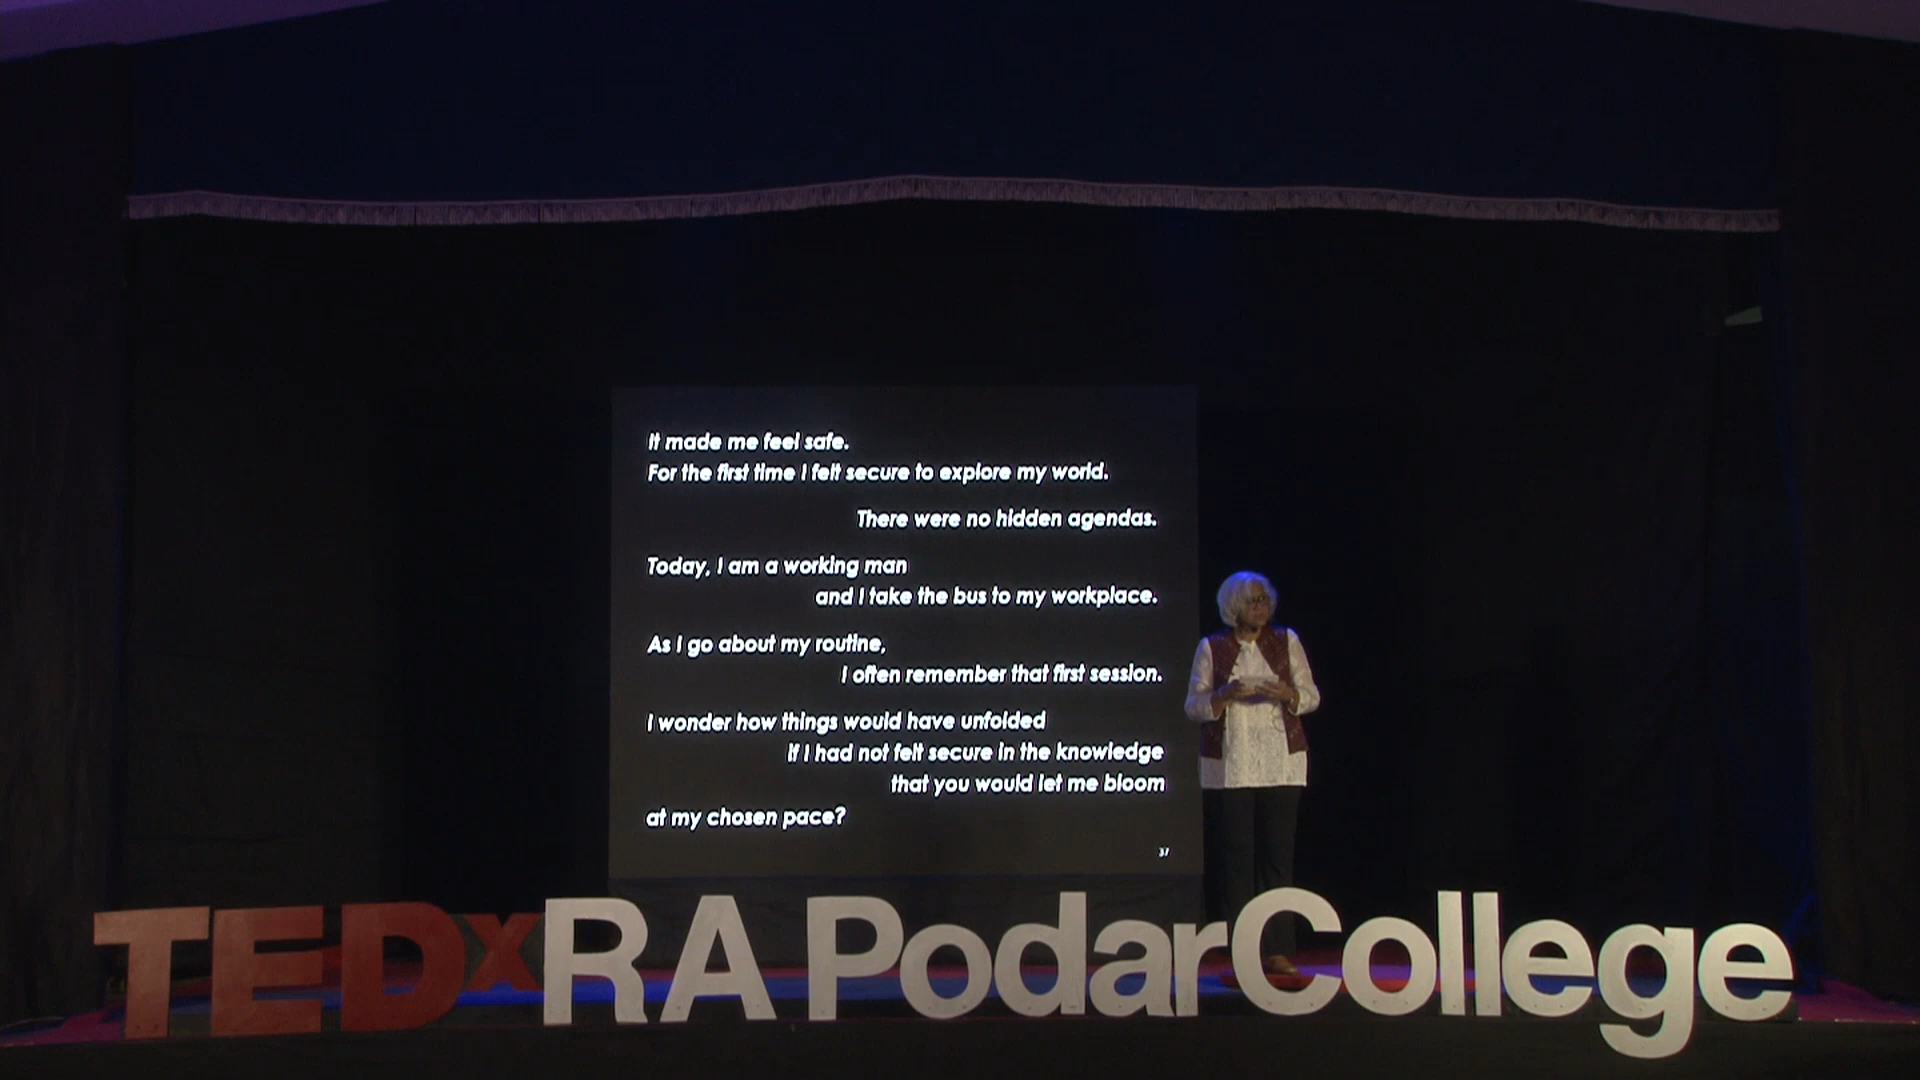 It made me feel safe.
For the first time I felt secure to explore my world.
There were no hidden agendas.
Today, I am a working man
and I take the bus to my workplace.
As I go about my routine,
I often remember that first session.
I wonder how things would have unfolded
If I had not felt secure in the knowledge
that you would let me bloom
at my chosen pace?
37
TEDxRAPodarCollege